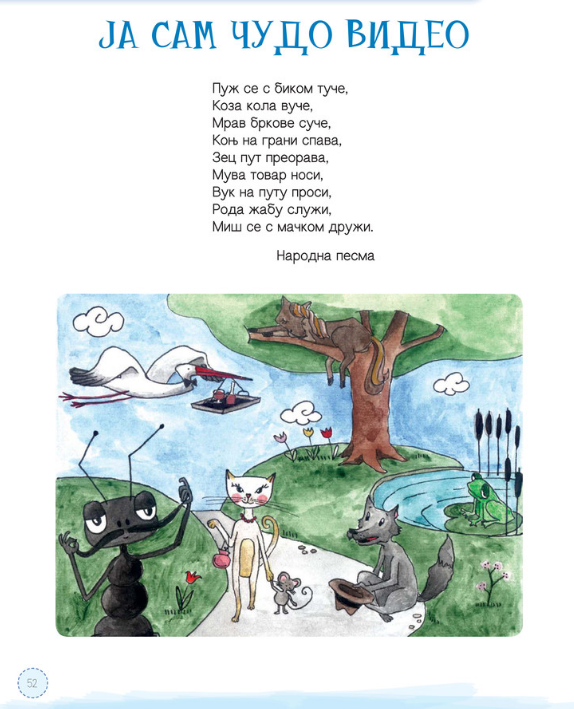 ЈА САМ ЧУДО ВИДЕО
Пуж се с биком туче,
Коза кола вуче,
Мрав бркове суче,
Коњ на грани спава,
Зец пут преорава,
Мува товар носи,
Вук на путу проси,
Рода жабу служи,
Миш се с мачком дружи.
Народна песма
52